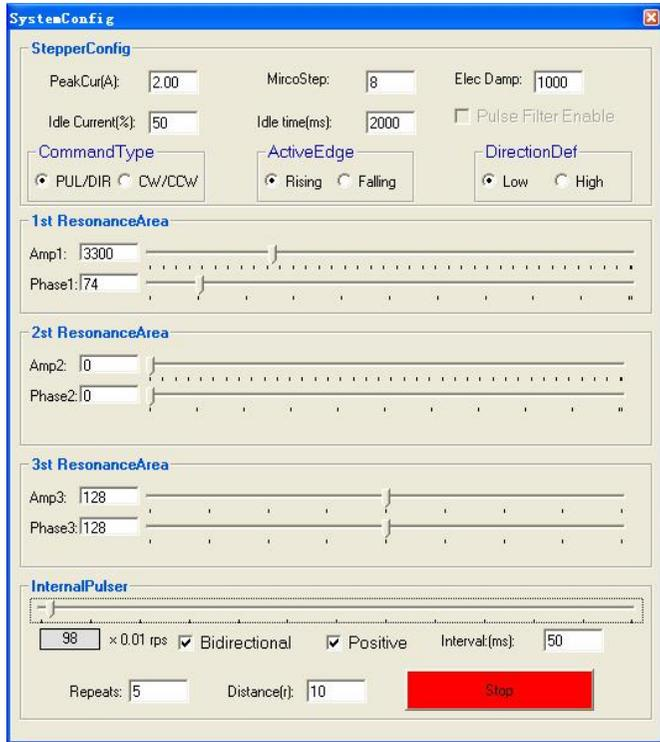 SystemConfig
StepperConfig
PeakCur(A): 2.00 MircoStep: 8 Elec Damp: 1000
Idle Current(%): 50 Idle time(ms): 2000 Pulse Filter Enable
CommandType ActiveEdge DirectionDef
PUL/DIR CW/CCW Rising Falling Low High
1st ResonanceArea
Amp1: 3300
Phase1: 74
2st ResonanceArea
Amp2: 0
Phase2: 0
3st ResonanceArea
Amp3: 128
Phase3: 128
InternalPulser
98 × 0.01 rps Bidirectional Positive Interval:(ms): 50
Repeats: 5 Distance(r): 10 Stop